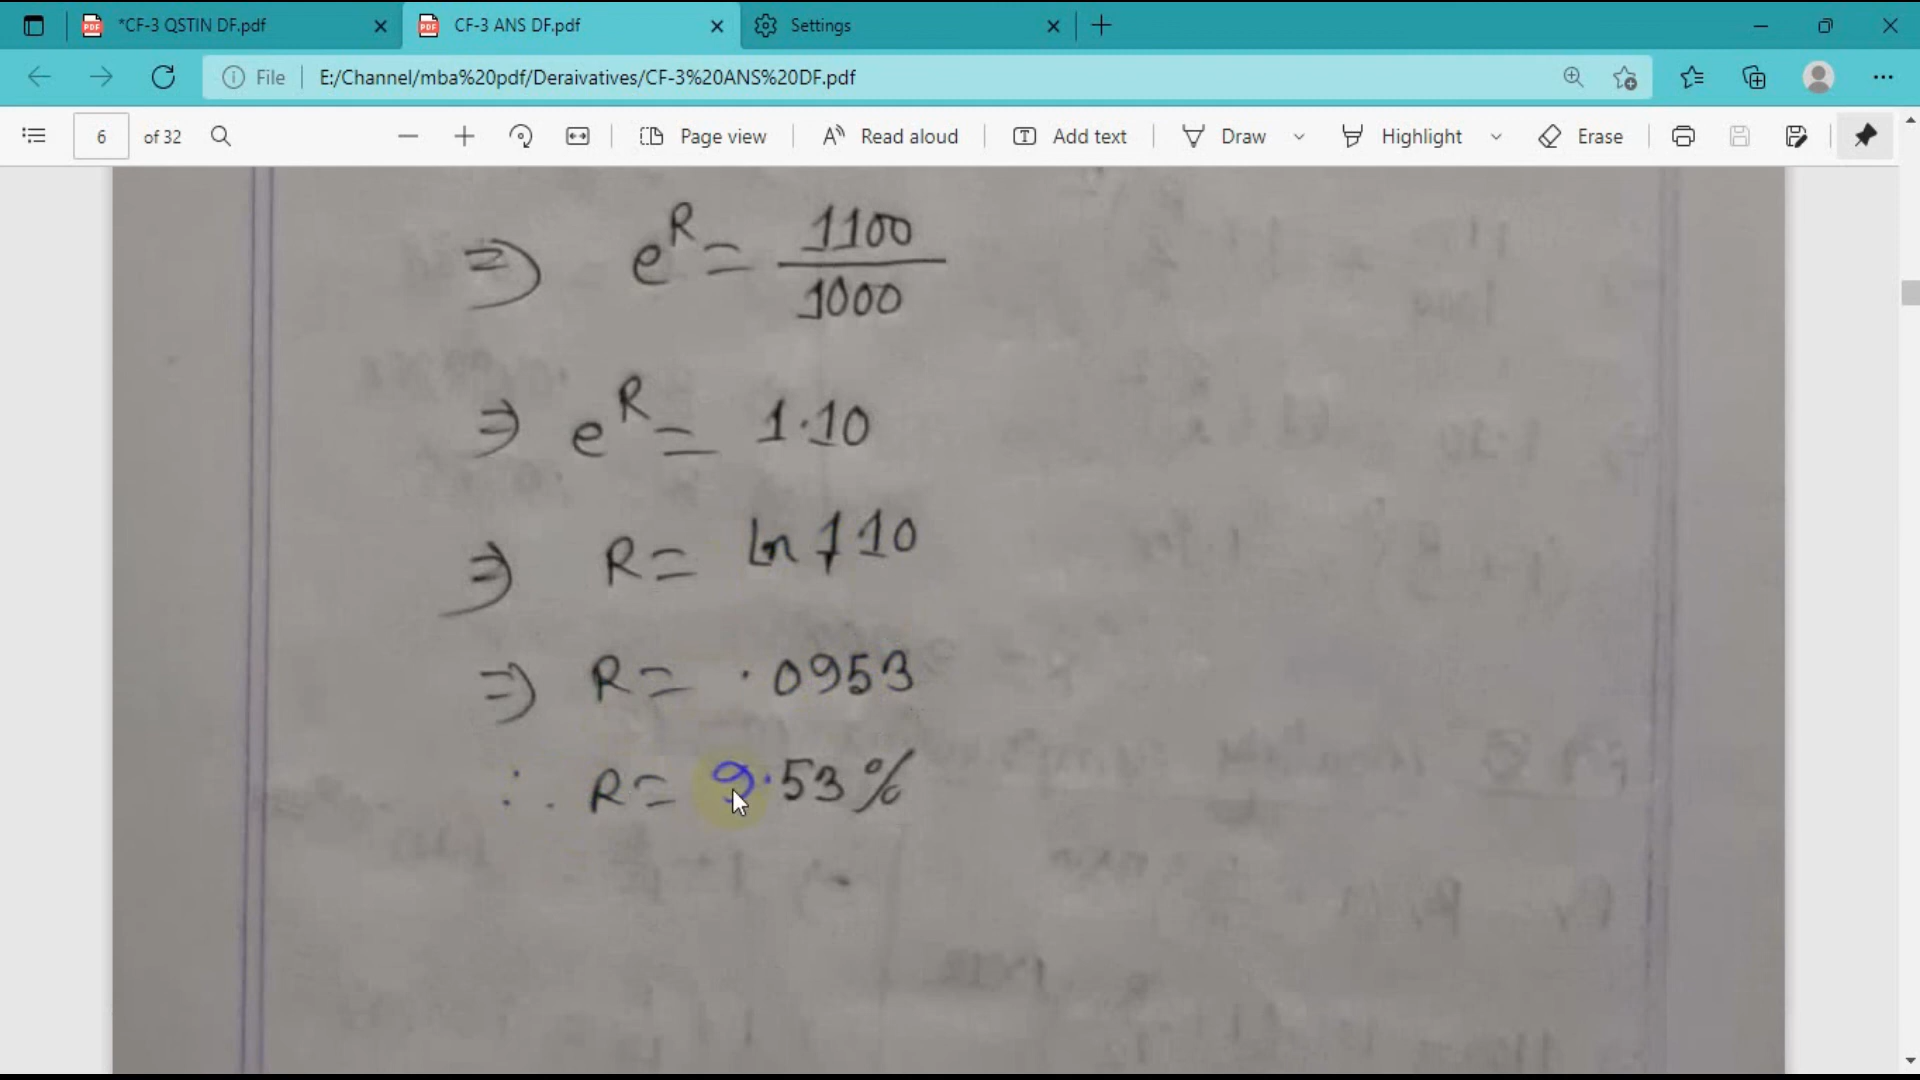 *CF-3 QSTIN DF.pdf
CF-3 ANS DF.pdf
Settings
File
E:/Channel/mba%20pdf/Deraivatives/CF-3%20ANS%20DF.pdf
6 of 32
Page view
Read aloud
Add text
Draw
Highlight
Erase
⇒ e^R = 1100/1000
⇒ e^R = 1.10
⇒ R = ln 110
⇒ R = .0953
∴ R = 9.53%